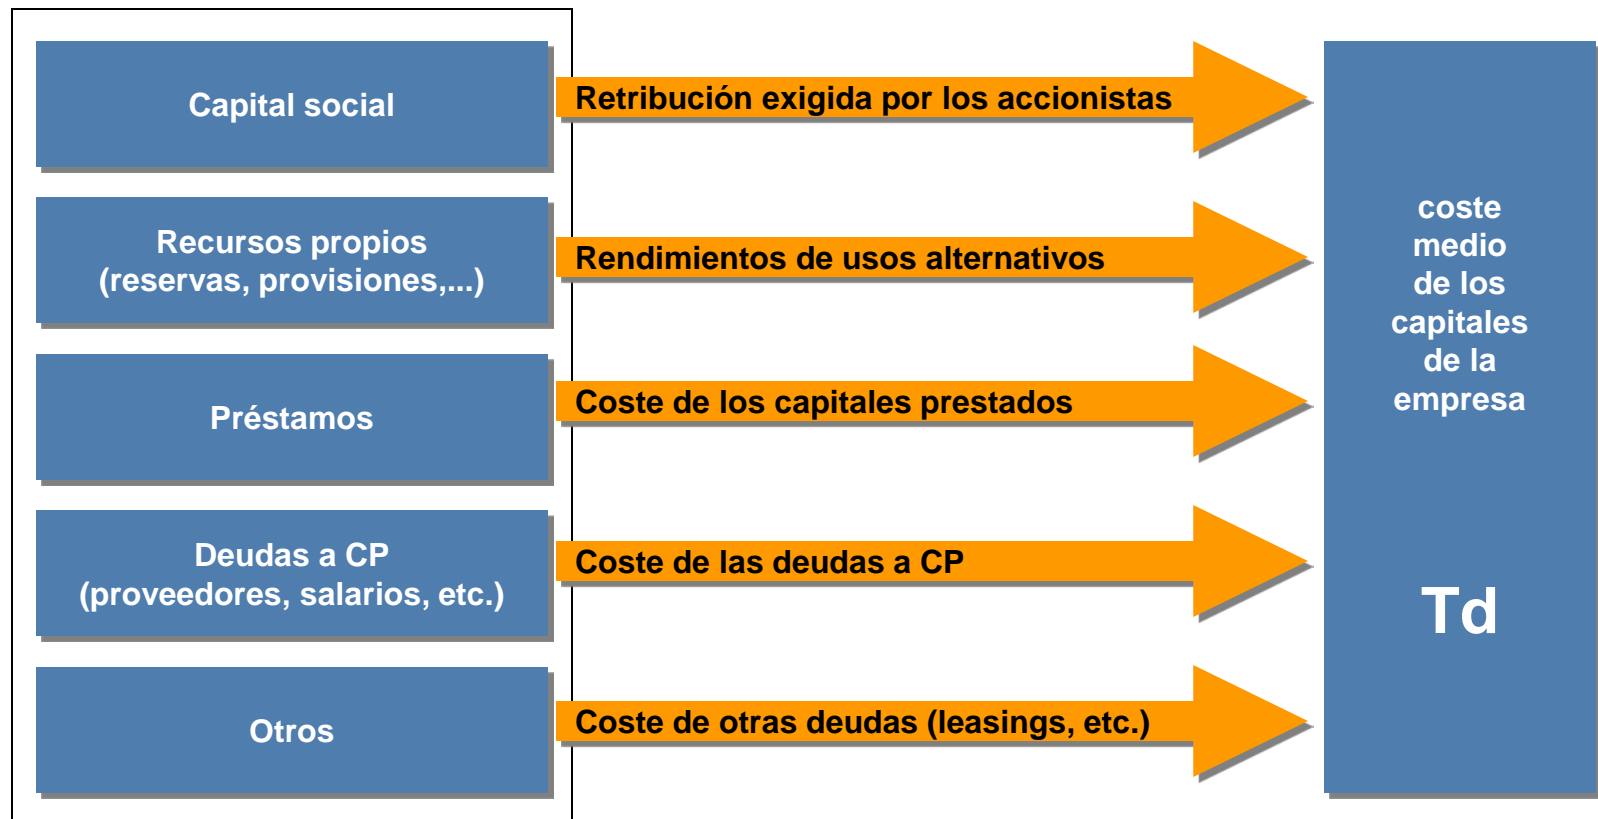 Capital social
Retribución exigida por los accionistas
Recursos propios
(reservas, provisiones,...)
Rendimientos de usos alternativos
Préstamos
Coste de los capitales prestados
Deudas a CP
(proveedores, salarios, etc.)
Coste de las deudas a CP
Otros
Coste de otras deudas (leasings, etc.)
coste
medio
de los
capitales
de la
empresa
Td